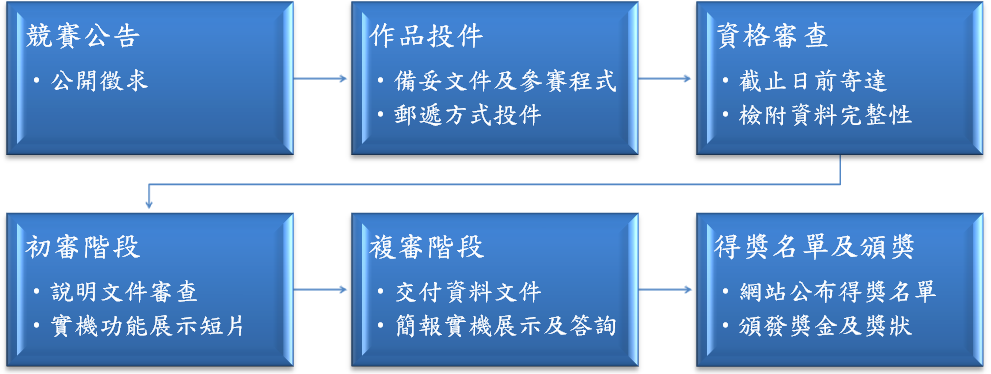 競賽公告
・公開徵求
作品投件
・備妥文件及參賽程式
・郵遞方式投件
資格審查
・截止日前寄達
・檢附資料完整性
初審階段
・說明文件審查
・實機功能展示短片
複審階段
・交付資料文件
・簡報實機展示及答詢
得獎名單及頒獎
・網站公布得獎名單
・頒發獎金及獎狀